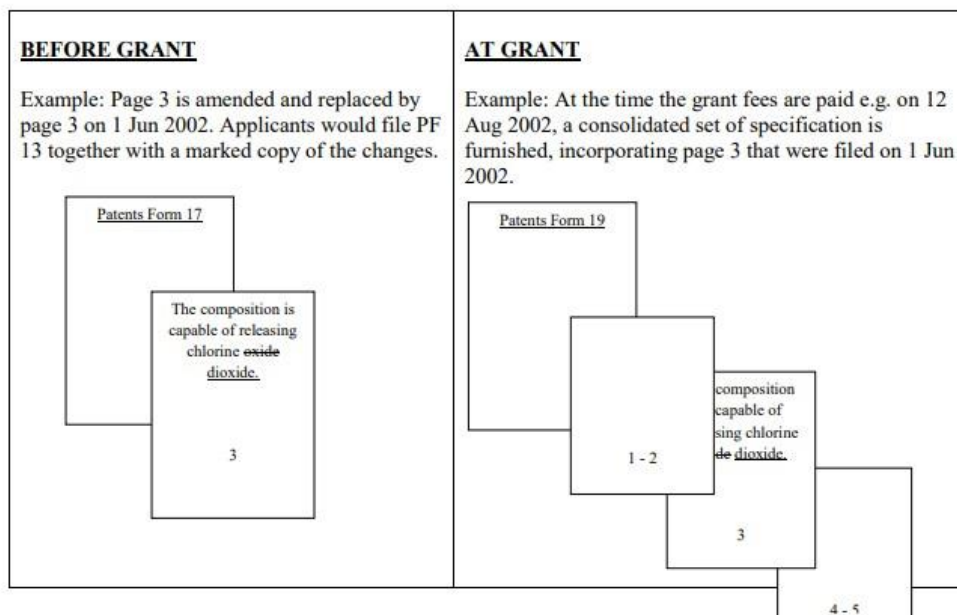 BEFORE GRANT
Example: Page 3 is amended and replaced by
page 3 on 1 Jun 2002. Applicants would file PF
13 together with a marked copy of the changes.
Patents Form 17
The composition is
capable of releasing
chlorine oxide
dioxide.
3
AT GRANT
Example: At the time the grant fees are paid e.g. on 12
Aug 2002, a consolidated set of specification is
furnished, incorporating page 3 that were filed on 1 Jun
2002.
Patents Form 19
1 - 2
composition
capable of
sing chlorine
de dioxide.
3
4 - 5